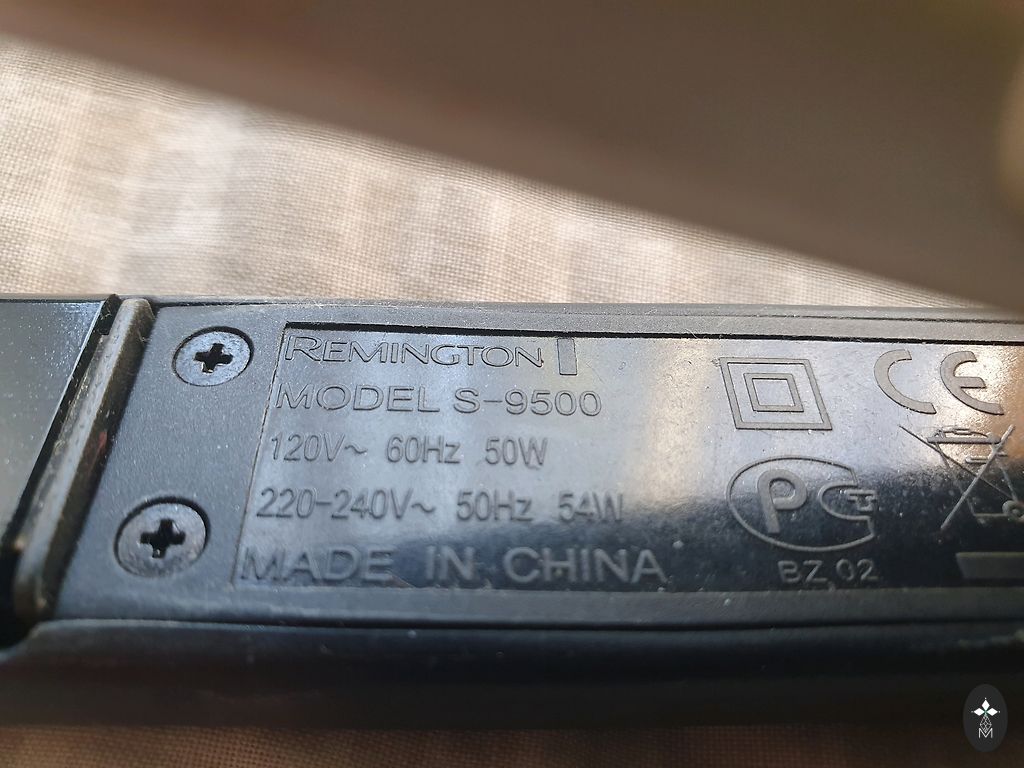 REMINGTON
MODEL S-9500
120V~ 60Hz 50W
220-240V~ 50Hz 54W
MADE IN CHINA
CE
PC
BZ 02
M